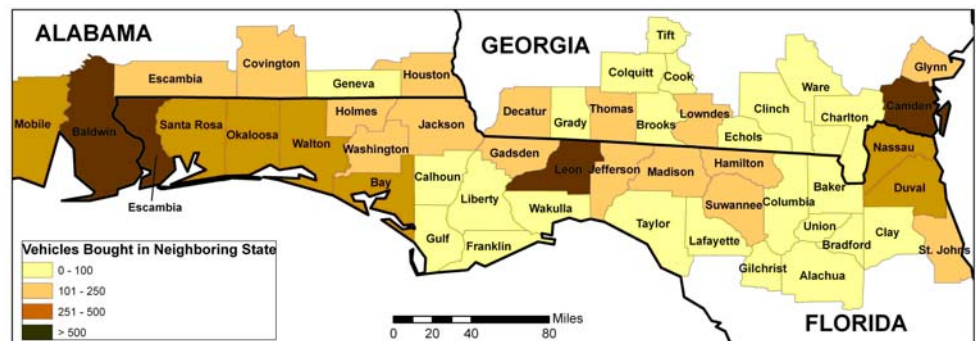 ALABAMA
GEORGIA
FLORIDA
Mobile
Baldwin
Escambia
Covington
Geneva
Houston
Escambia
Santa Rosa
Okaloosa
Walton
Holmes
Washington
Jackson
Bay
Calhoun
Gulf
Liberty
Franklin
Gadsden
Leon
Wakulla
Jefferson
Madison
Taylor
Hamilton
Suwannee
Lafayette
Columbia
Gilchrist
Baker
Union
Bradford
Alachua
Clay
Nassau
Duval
St. Johns
Decatur
Grady
Thomas
Brooks
Lowndes
Colquitt
Tift
Cook
Echols
Clinch
Ware
Charlton
Camden
Glynn
Vehicles Bought in Neighboring State
0 - 100
101 - 250
251 - 500
> 500
Miles
0 10 20 40 60 80